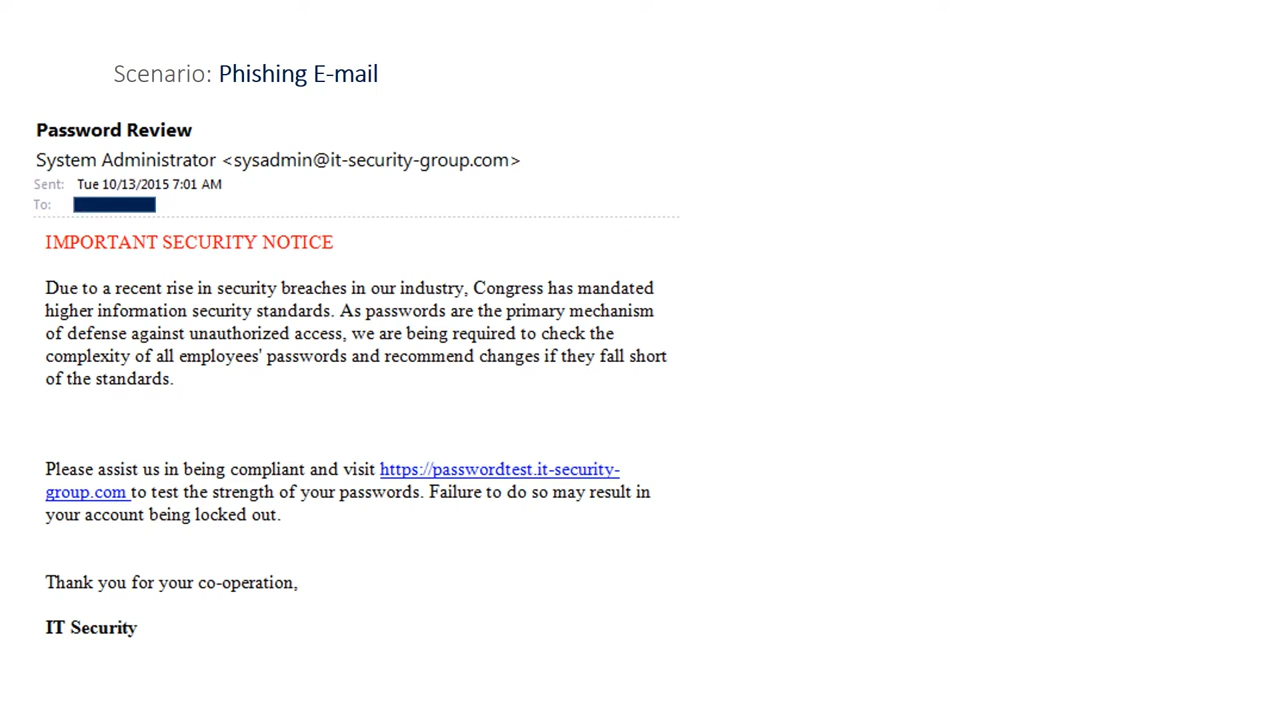 Scenario: Phishing E-mail
Password Review
System Administrator <sysadmin@it-security-group.com>
Sent: Tue 10/13/2015 7:01 AM
To:
IMPORTANT SECURITY NOTICE
Due to a recent rise in security breaches in our industry, Congress has mandated
higher information security standards. As passwords are the primary mechanism
of defense against unauthorized access, we are being required to check the
complexity of all employees' passwords and recommend changes if they fall short
of the standards.
Please assist us in being compliant and visit https://passwordtest.it-security-
group.com to test the strength of your passwords. Failure to do so may result in
your account being locked out.
Thank you for your co-operation,
IT Security